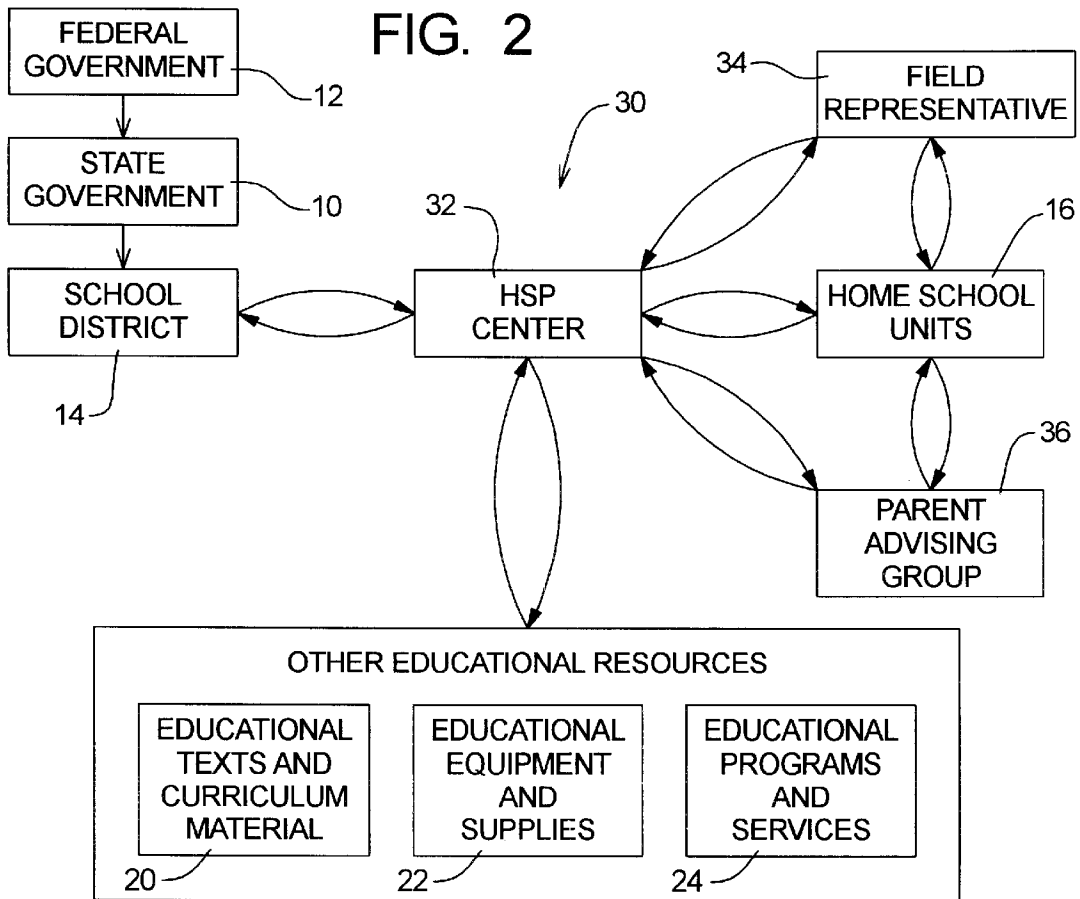 FIG. 2
FEDERAL
GOVERNMENT
12
STATE
GOVERNMENT
10
SCHOOL
DISTRICT
14
30
32
HSP
CENTER
34
FIELD
REPRESENTATIVE
16
HOME SCHOOL
UNITS
36
PARENT
ADVISING
GROUP
OTHER EDUCATIONAL RESOURCES
EDUCATIONAL
TEXTS AND
CURRICULUM
MATERIAL
20
EDUCATIONAL
EQUIPMENT
AND
SUPPLIES
22
EDUCATIONAL
PROGRAMS
AND
SERVICES
24